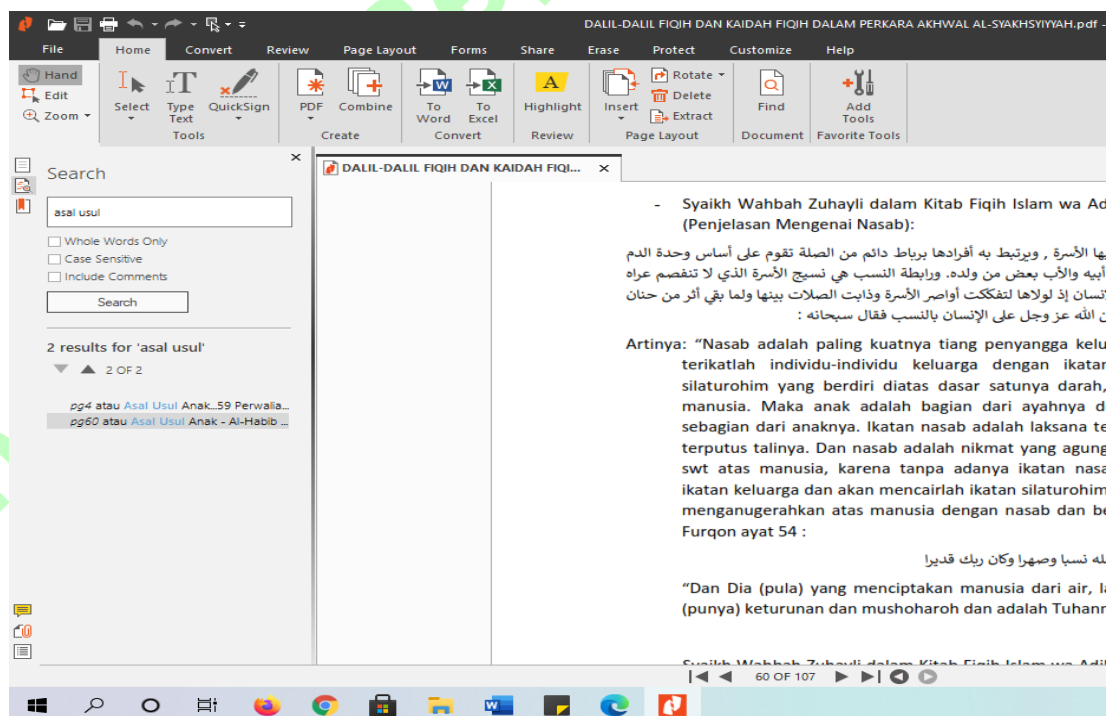 DALIL-DALIL FIQIH DAN KAIDAH FIQIH DALAM PERKARA AKHWAL AL-SYAKHSYIYYAH.pdf -
File Home Convert Review Page Layout Forms Share Erase Protect Customize Help
Hand
Edit
Zoom
Select
Type Text
QuickSign
Tools
PDF
Combine
Create
To Word
To Excel
Convert
Highlight
Review
Insert
Rotate
Delete
Extract
Page Layout
Find
Document
Add Tools
Favorite Tools
Search
asal usul
Whole Words Only
Case Sensitive
Include Comments
Search
2 results for 'asal usul'
2 OF 2
pg4 atau Asal Usul Anak...59 Perwalia...
pg60 atau Asal Usul Anak - Al-Habib ...
DALIL-DALIL FIQIH DAN KAIDAH FIQI...
- Syaikh Wahbah Zuhayli dalam Kitab Fiqih Islam wa Ad
(Penjelasan Mengenai Nasab):
يها الأسرة , ويرتبط به أفرادها برباط دائم من الصلة تقوم على أساس وحدة الدم
أبيه والأب بعض من ولده. ورابطة النسب هي نسيج الأسرة الذي لا تنفصم عراه
إنسان إذ لولاها لتفككت أواصر الأسرة وذابت الصلات بينها ولما بقي أثر من حنان
ن الله عز وجل على الإنسان بالنسب فقال سبحانه :
Artinya: “Nasab adalah paling kuatnya tiang penyangga kelu
terikatlah individu-individu keluarga dengan ikatan
silaturohim yang berdiri diatas dasar satunya darah,
manusia. Maka anak adalah bagian dari ayahnya d
sebagian dari anaknya. Ikatan nasab adalah laksana te
terputus talinya. Dan nasab adalah nikmat yang agung
swt atas manusia, karena tanpa adanya ikatan nasa
ikatan keluarga dan akan mencairlah ikatan silaturohim
menganugerahkan atas manusia dengan nasab dan be
Furqon ayat 54 :
له نسبا وصهرا وكان ربك قديرا
“Dan Dia (pula) yang menciptakan manusia dari air, la
(punya) keturunan dan mushoharoh dan adalah Tuhann
Syaikh Wahbah Zuhayli dalam Kitab Fiqih Islam wa Adil
60 OF 107